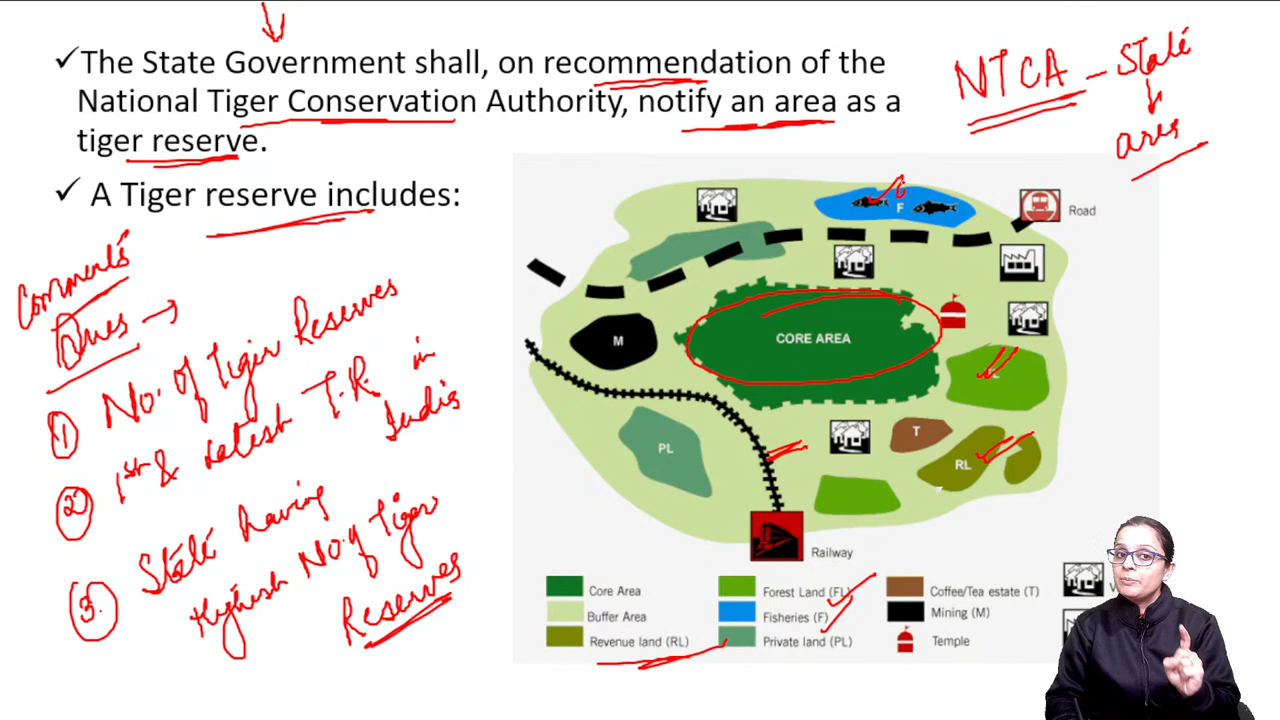 ✓The State Government shall, on recommendation of the
National Tiger Conservation Authority, notify an area as a
tiger reserve.
✓ A Tiger reserve includes:
NTCA - State
area
Comments
Ques →
① No. of Tiger Reserves
② 1st & Latest T.R. in
India
③. State having
Highest No. of Tiger
Reserves
F
Road
M
CORE AREA
PL
T
RL
Railway
Core Area
Buffer Area
Revenue land (RL)
Forest Land (FL)
Fisheries (F)
Private land (PL)
Coffee/Tea estate (T)
Mining (M)
Temple